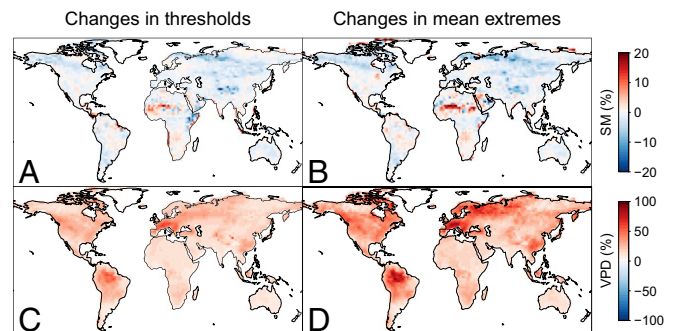 Changes in thresholds
Changes in mean extremes
A
B
20
10
0
−10
−20
SM (%)
C
D
100
50
0
−50
−100
VPD (%)